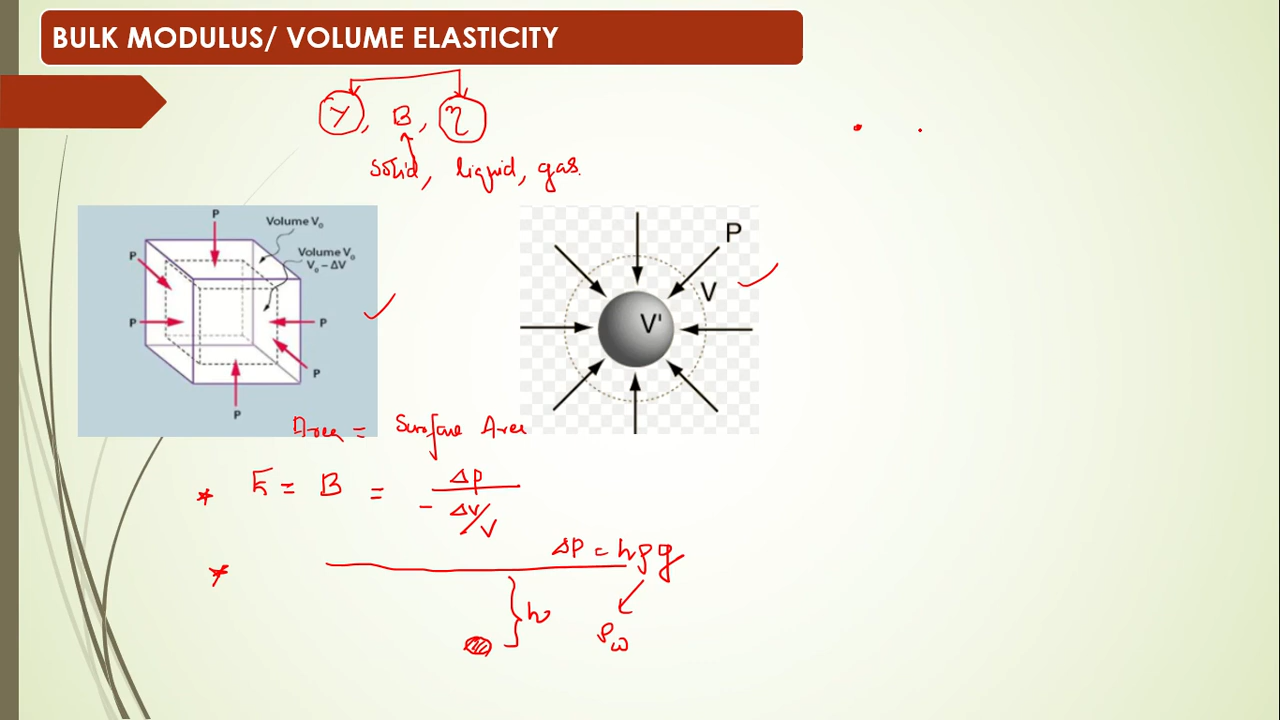 BULK MODULUS/ VOLUME ELASTICITY
Y, B, η
Solid, liquid, gas.
P
Volume V₀
P
Volume V₀
V₀ – ΔV
P
P
P
P
P
V
V'
Area = Surface Area
* E = B = ΔP / - ΔV/V
* ΔP = hρg
h
ρω